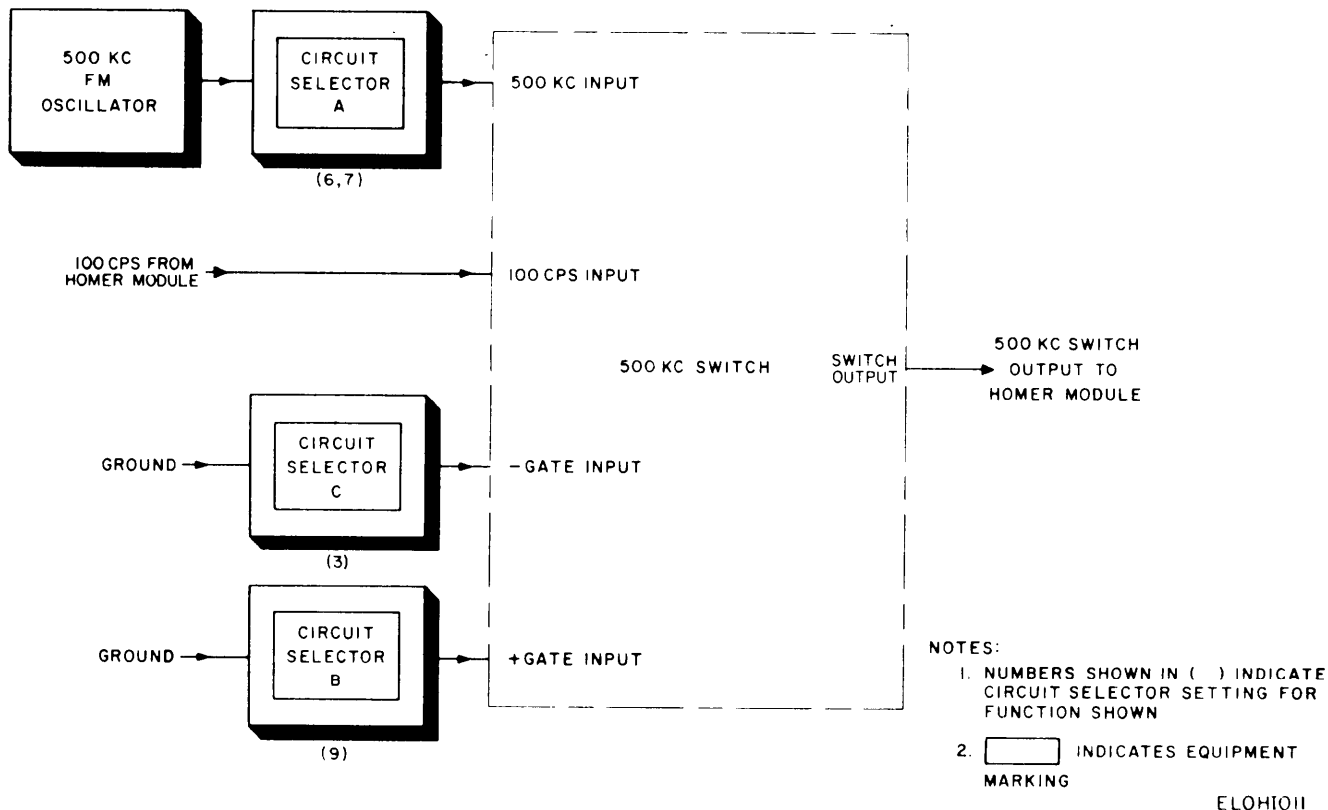 500 KC
FM
OSCILLATOR
CIRCUIT
SELECTOR
A
(6,7)
500 KC INPUT
100 CPS FROM
HOMER MODULE
100 CPS INPUT
500 KC SWITCH
SWITCH
OUTPUT
500 KC SWITCH
OUTPUT TO
HOMER MODULE
GROUND
CIRCUIT
SELECTOR
C
(3)
-GATE INPUT
GROUND
CIRCUIT
SELECTOR
B
(9)
+GATE INPUT
NOTES:
1. NUMBERS SHOWN IN ( ) INDICATE
CIRCUIT SELECTOR SETTING FOR
FUNCTION SHOWN
2. INDICATES EQUIPMENT
MARKING
ELOHI011